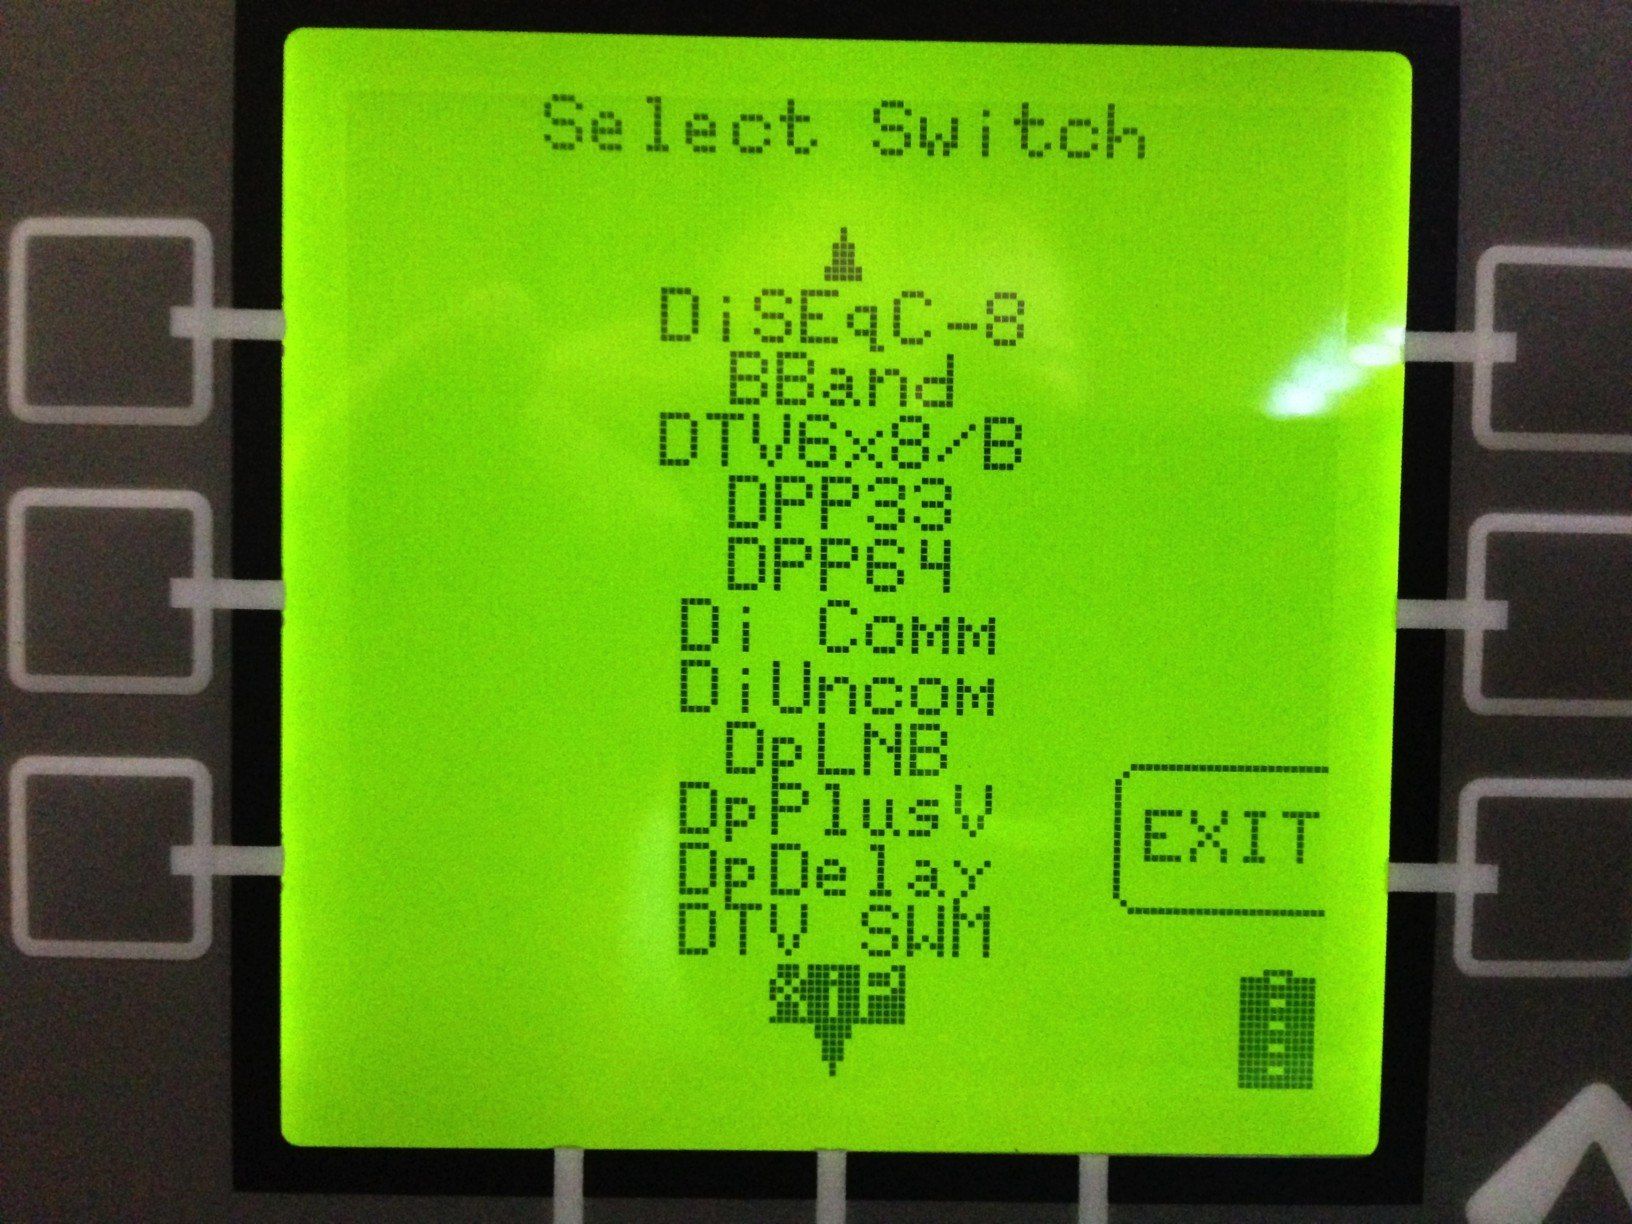 Select Switch
DiSEqC-8
BBand
DTV6x8/B
DPP33
DPP64
Di Comm
DiUncom
DpLNB
DpPlusV
DpDelay
DTV SWM
EXIT